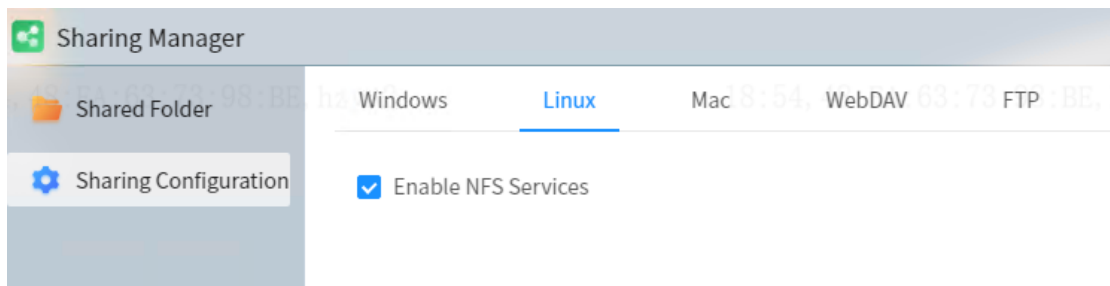 Sharing Manager
Shared Folder
Windows Linux Mac WebDAV FTP
Sharing Configuration
Enable NFS Services